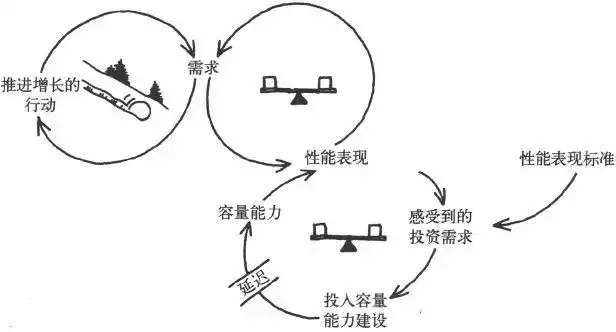 需求
推进增长的
行动
性能表现
性能表现标准
容量能力
感受到的
投资需求
延迟
投入容量
能力建设